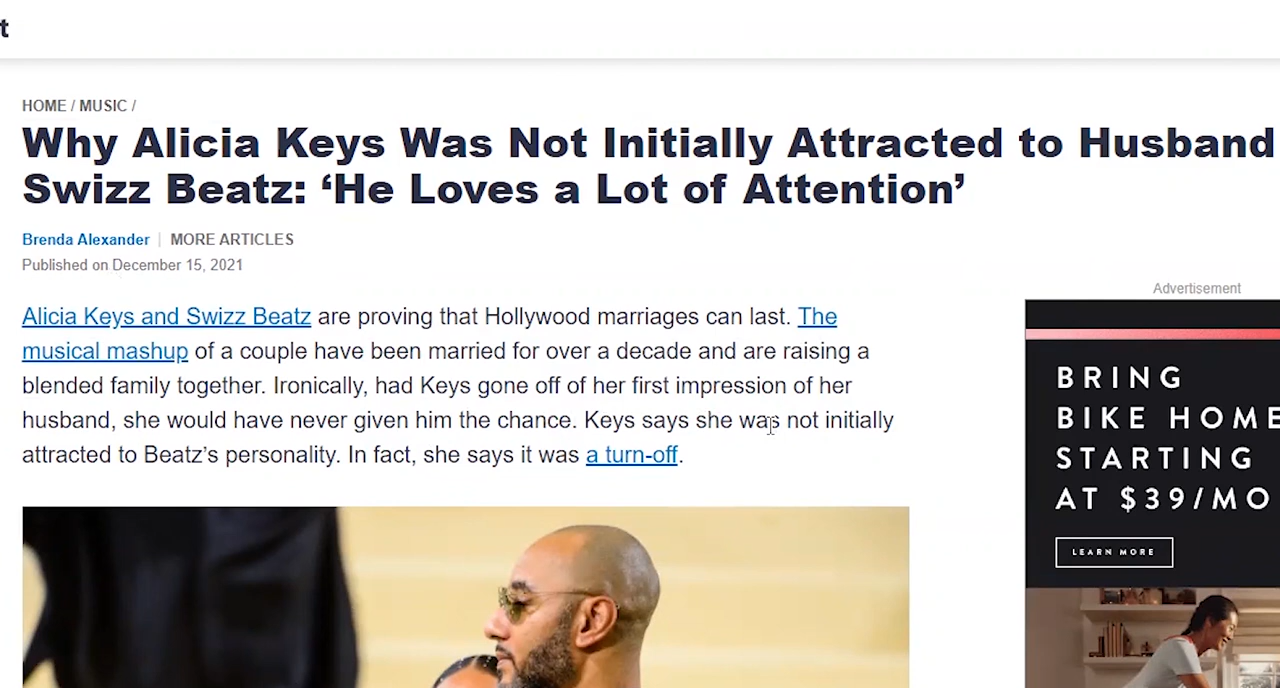 t
HOME / MUSIC /
Why Alicia Keys Was Not Initially Attracted to Husband
Swizz Beatz: ‘He Loves a Lot of Attention’
Brenda Alexander | MORE ARTICLES
Published on December 15, 2021
Advertisement
Alicia Keys and Swizz Beatz are proving that Hollywood marriages can last. The
musical mashup of a couple have been married for over a decade and are raising a
blended family together. Ironically, had Keys gone off of her first impression of her
husband, she would have never given him the chance. Keys says she was not initially
attracted to Beatz’s personality. In fact, she says it was a turn-off.
BRING
BIKE HOME
STARTING
AT $39/MO
LEARN MORE